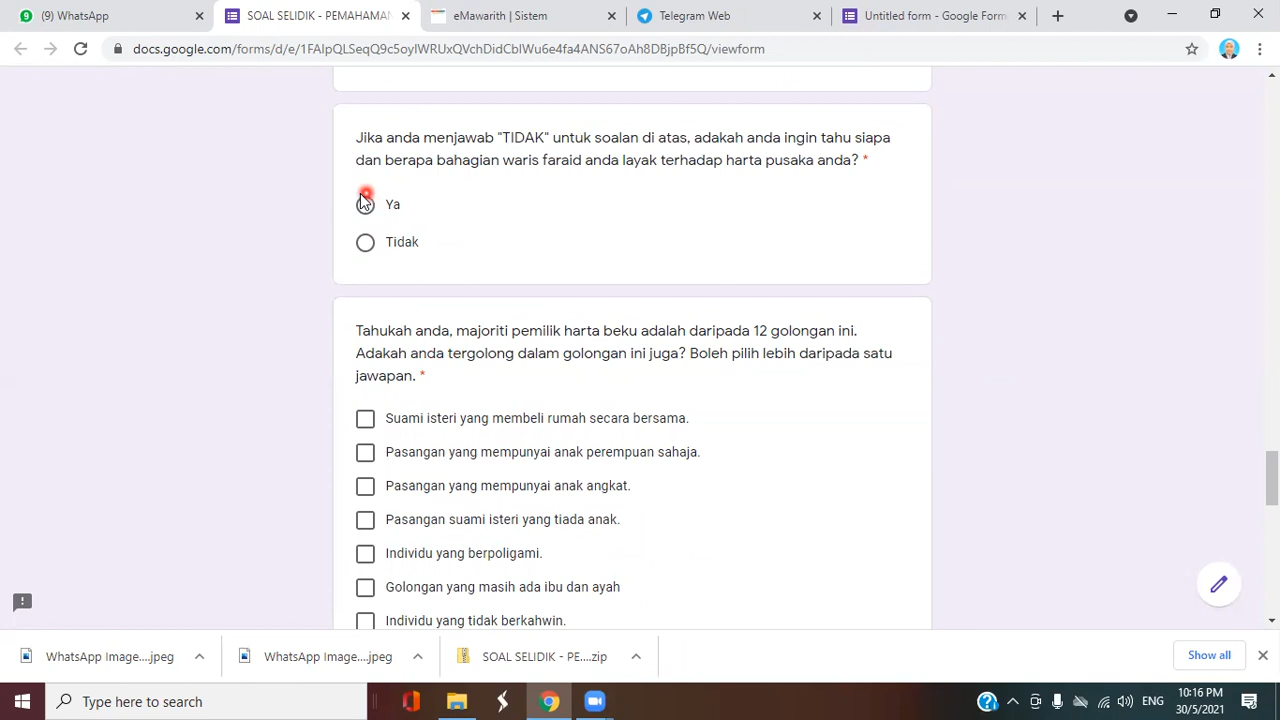 (9) WhatsApp
SOAL SELIDIK - PEMAHAMAN
eMawarith | Sistem
Telegram Web
Untitled form - Google Form
docs.google.com/forms/d/e/1FAIpQLSeqQ9c5oylWRUxQVchDidCbIWu6e4fa4ANS67oAh8DBjpBf5Q/viewform
Jika anda menjawab "TIDAK" untuk soalan di atas, adakah anda ingin tahu siapa
dan berapa bahagian waris faraid anda layak terhadap harta pusaka anda? *
Ya
Tidak
Tahukah anda, majoriti pemilik harta beku adalah daripada 12 golongan ini.
Adakah anda tergolong dalam golongan ini juga? Boleh pilih lebih daripada satu
jawapan. *
Suami isteri yang membeli rumah secara bersama.
Pasangan yang mempunyai anak perempuan sahaja.
Pasangan yang mempunyai anak angkat.
Pasangan suami isteri yang tiada anak.
Individu yang berpoligami.
Golongan yang masih ada ibu dan ayah
Individu yang tidak berkahwin.
WhatsApp Image....jpeg
WhatsApp Image....jpeg
SOAL SELIDIK - PE....zip
Show all
Type here to search
ENG
10:16 PM
30/5/2021